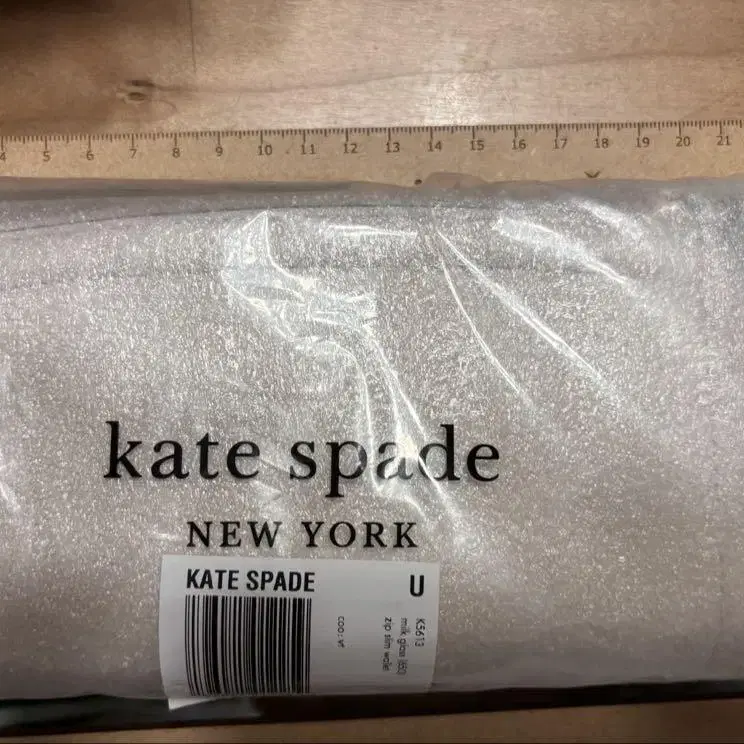 4 5 6 7 8 9 10 11 12 13 14 15 16 17 18 19 20 21
kate spade
NEW YORK
KATE SPADE U
K5613
milk glass (650)
zip slim wallet
COO: VT